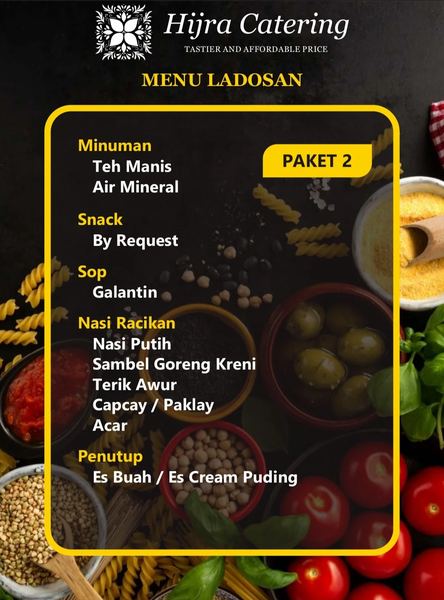 Hijra Catering
TASTIER AND AFFORDABLE PRICE
MENU LADOSAN
PAKET 2
Minuman
Teh Manis
Air Mineral
Snack
By Request
Sop
Galantin
Nasi Racikan
Nasi Putih
Sambel Goreng Kreni
Terik Awur
Capcay / Paklay
Acar
Penutup
Es Buah / Es Cream Puding